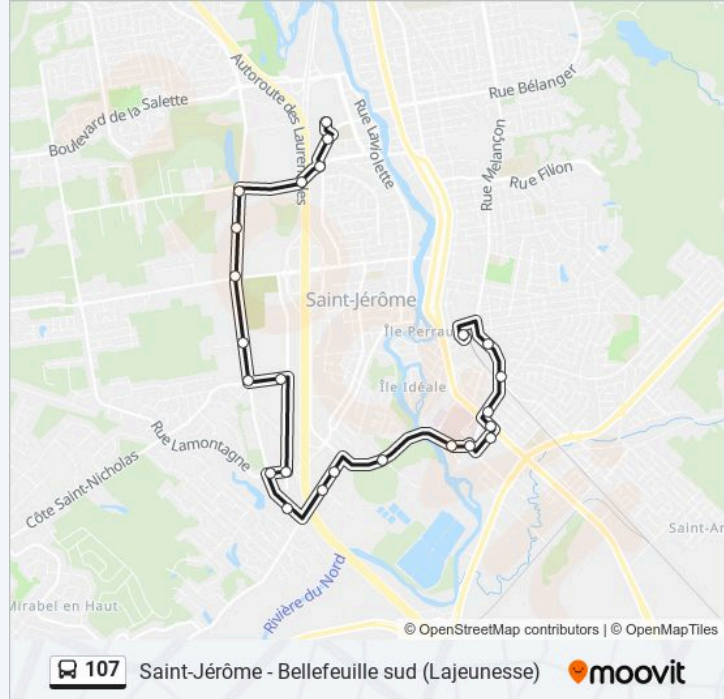 Boulevard de la Salette
Autoroute des Laurentides
Rue Laviolette
Rue Bélanger
Rue Melançon
Rue Filion
Saint-Jérôme
Île Perrau
Île Idéale
Rue Lamontagne
Côte Saint-Nicholas
Mirabel en Haut
Rivière du Nord
Saint-An
© OpenStreetMap contributors | © OpenMapTiles
107 Saint-Jérôme - Bellefeuille sud (Lajeunesse) moovit